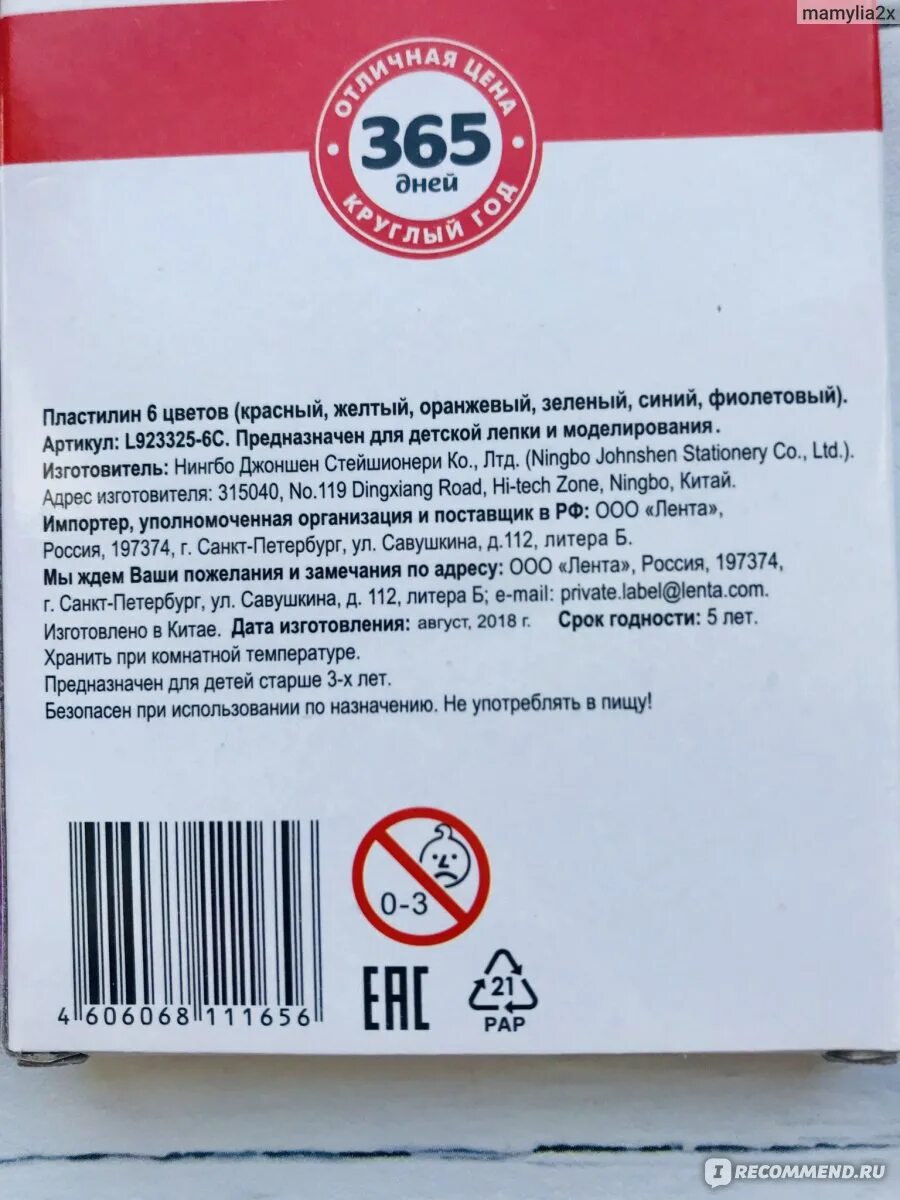 mamylia2x
ОТЛИЧНАЯ ЦЕНА
365
дней
КРУГЛЫЙ ГОД
Пластилин 6 цветов (красный, желтый, оранжевый, зеленый, синий, фиолетовый).
Артикул: L923325-6C. Предназначен для детской лепки и моделирования.
Изготовитель: Нингбо Джоншен Стейшионери Ко., Лтд. (Ningbo Johnshen Stationery Co., Ltd.).
Адрес изготовителя: 315040, No.119 Dingxiang Road, Hi-tech Zone, Ningbo, Китай.
Импортер, уполномоченная организация и поставщик в РФ: ООО «Лента»,
Россия, 197374, г. Санкт-Петербург, ул. Савушкина, д.112, литера Б.
Мы ждем Ваши пожелания и замечания по адресу: ООО «Лента», Россия, 197374,
г. Санкт-Петербург, ул. Савушкина, д. 112, литера Б; e-mail: private.label@lenta.com.
Изготовлено в Китае. Дата изготовления: август, 2018 г. Срок годности: 5 лет.
Хранить при комнатной температуре.
Предназначен для детей старше 3-х лет.
Безопасен при использовании по назначению. Не употреблять в пищу!
0-3
4 606068 111656
EAC
21
PAP
I RECOMMEND.RU